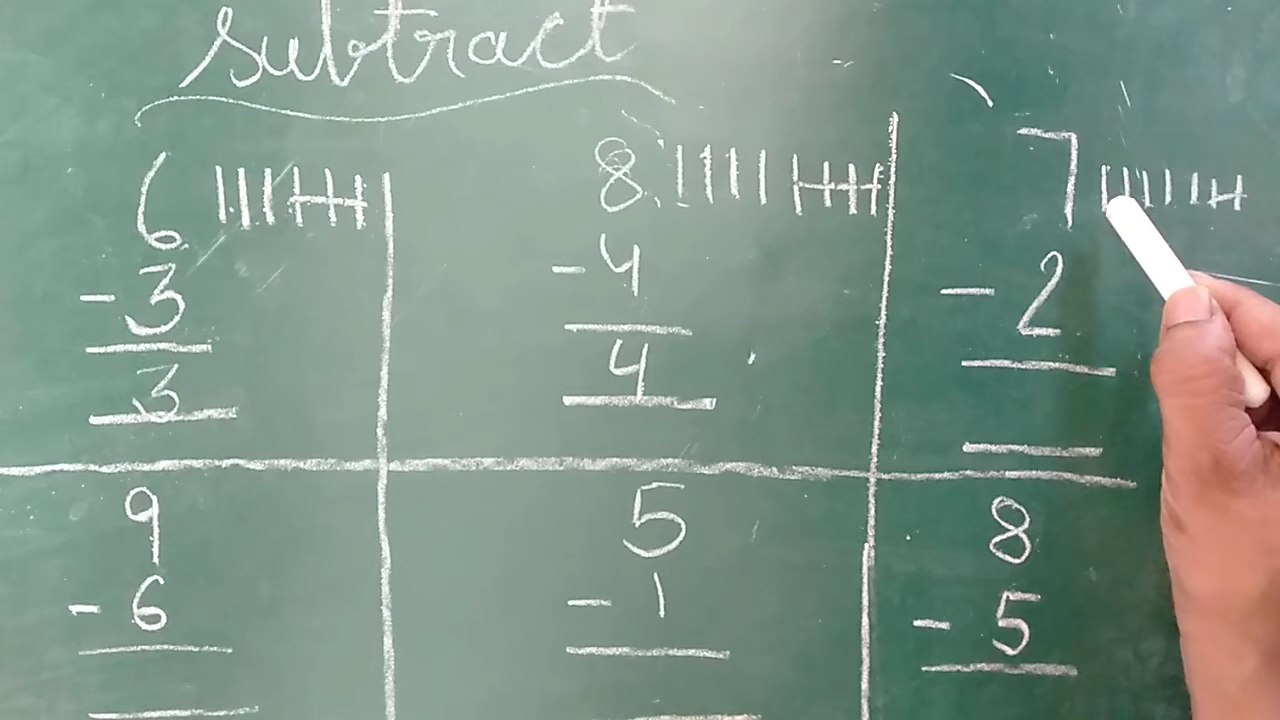 subtract
6 8 7
- 3 - 4 - 2
3 4
9 5 8
- 6 - 1 - 5